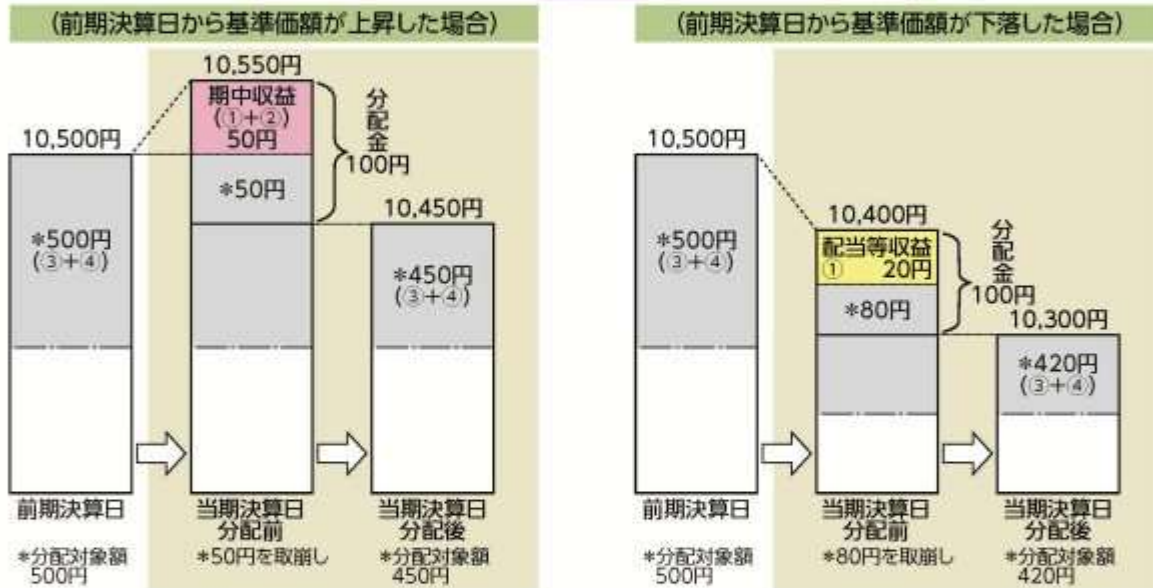 (前期決算日から基準価額が上昇した場合)
10,500円
*500円
(③+④)
前期決算日
*分配対象額
500円
10,550円
期中収益
(①+②)
50円
*50円
分配金
100円
当期決算日
分配前
*50円を取崩し
10,450円
*450円
(③+④)
当期決算日
分配後
*分配対象額
450円
(前期決算日から基準価額が下落した場合)
10,500円
*500円
(③+④)
前期決算日
*分配対象額
500円
10,400円
配当等収益
① 20円
*80円
分配金
100円
当期決算日
分配前
*80円を取崩し
10,300円
*420円
(③+④)
当期決算日
分配後
*分配対象額
420円